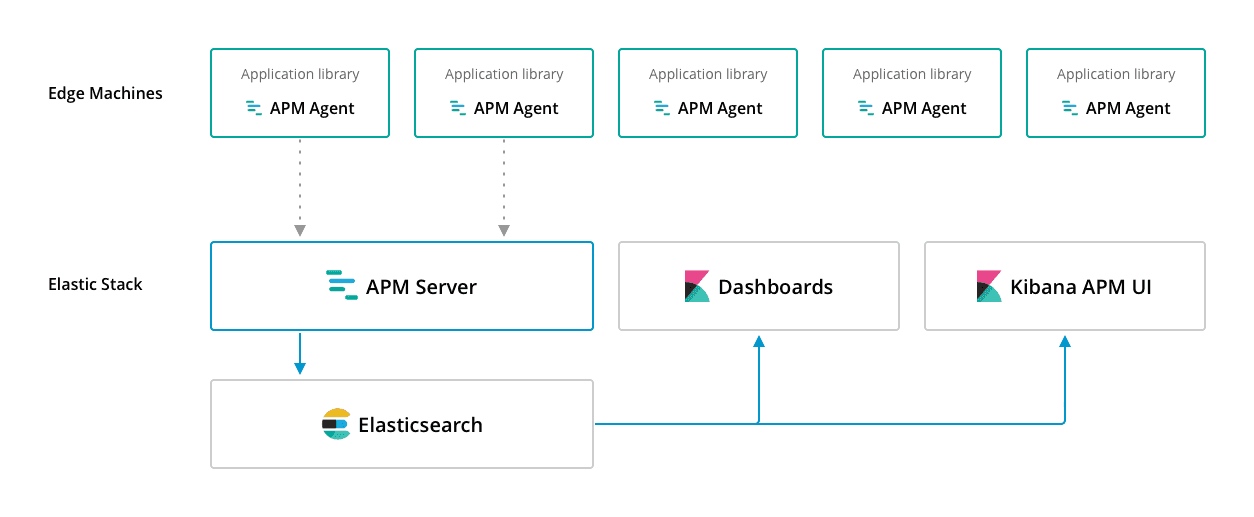 Edge Machines
Application library
APM Agent
Application library
APM Agent
Application library
APM Agent
Application library
APM Agent
Application library
APM Agent
Elastic Stack
APM Server
Dashboards
Kibana APM UI
Elasticsearch